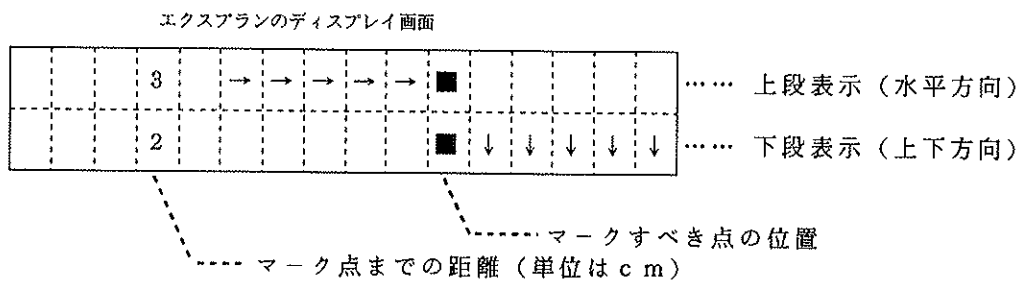 エクスプランのディスプレイ画面
3 → → → → → ■ …… 上段表示(水平方向)
2 ■ ↓ ↓ ↓ ↓ ↓ …… 下段表示(上下方向)
マークすべき点の位置
マーク点までの距離(単位はcm)